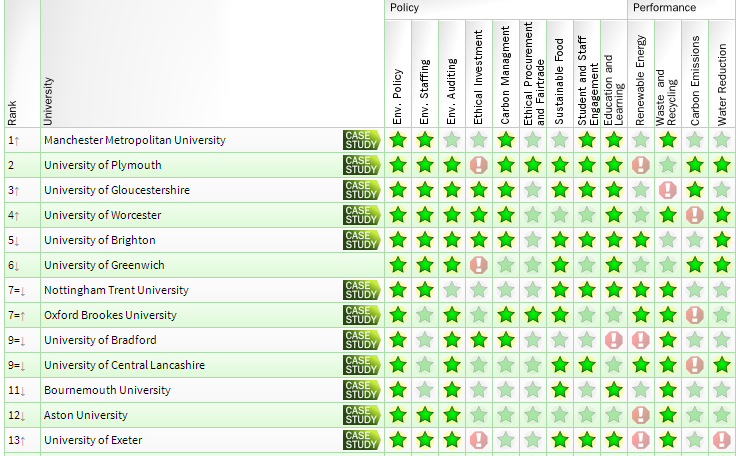 Policy Performance
Rank
University
Env. Policy
Env. Staffing
Env. Auditing
Ethical Investment
Carbon Managment
Ethical Procurement
and Fairtrade
Sustainable Food
Student and Staff
Engagement
Education and
Learning
Renewable Energy
Waste and
Recycling
Carbon Emissions
Water Reduction
1↑ Manchester Metropolitan University CASE STUDY
2 University of Plymouth CASE STUDY
3↑ University of Gloucestershire CASE STUDY
4↑ University of Worcester CASE STUDY
5↓ University of Brighton CASE STUDY
6↓ University of Greenwich
7=↓ Nottingham Trent University CASE STUDY
7=↑ Oxford Brookes University CASE STUDY
9=↓ University of Bradford CASE STUDY
9=↓ University of Central Lancashire CASE STUDY
11↓ Bournemouth University CASE STUDY
12↓ Aston University CASE STUDY
13↑ University of Exeter CASE STUDY